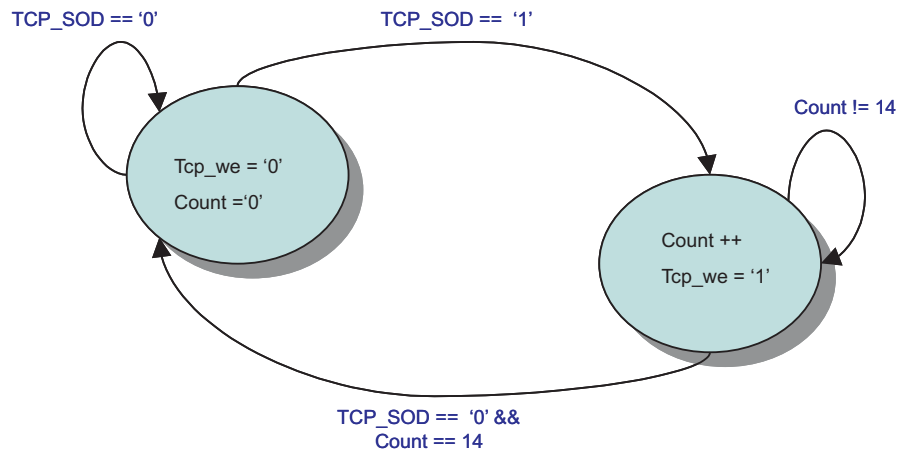 TCP_SOD == ‘0’
TCP_SOD == ‘1’
Count != 14
Tcp_we = ‘0’
Count =‘0’
Count ++
Tcp_we = ‘1’
TCP_SOD == ‘0’ &&
Count == 14